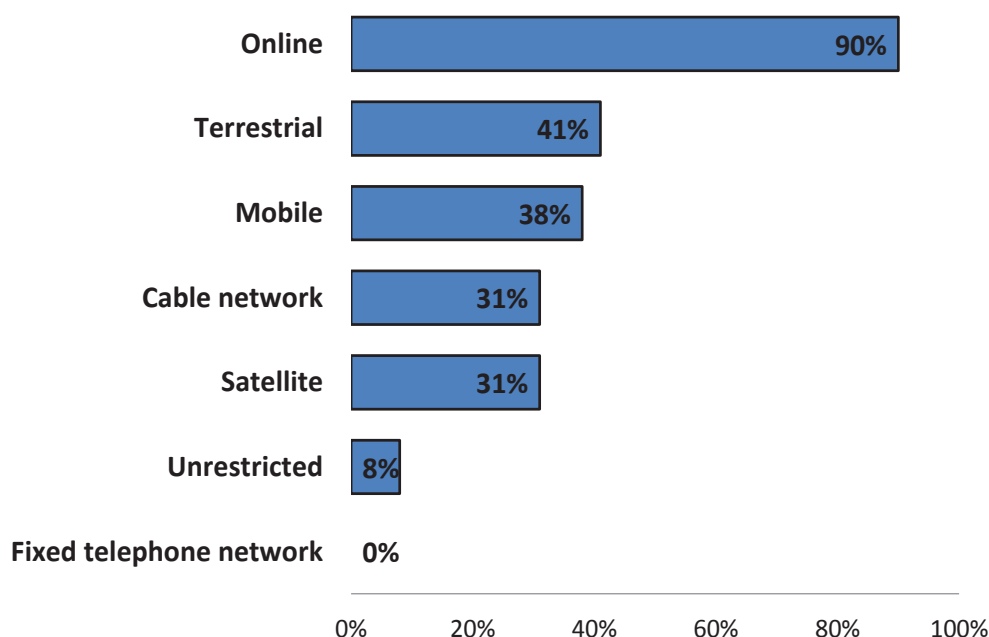 Online 90%
Terrestrial 41%
Mobile 38%
Cable network 31%
Satellite 31%
Unrestricted 8%
Fixed telephone network 0%
0% 20% 40% 60% 80% 100%